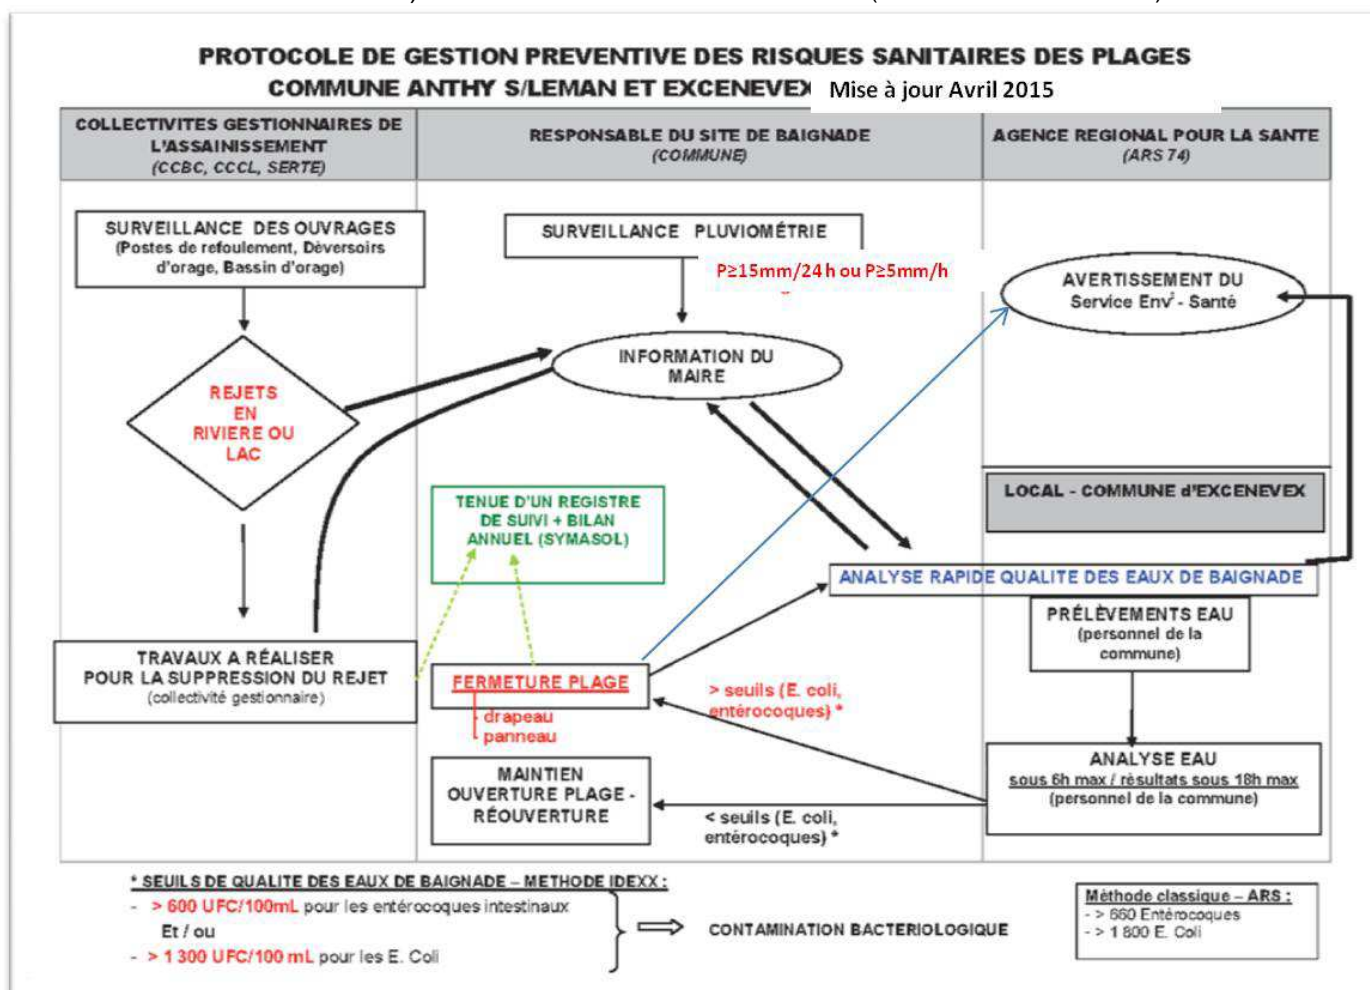 PROTOCOLE DE GESTION PREVENTIVE DES RISQUES SANITAIRES DES PLAGES
COMMUNE ANTHY S/LEMAN ET EXCENEVEX Mise à jour Avril 2015
COLLECTIVITES GESTIONNAIRES DE
L'ASSAINISSEMENT
(CCBC, CCCL, SERTE)
RESPONSABLE DU SITE DE BAIGNADE
(COMMUNE)
AGENCE REGIONAL POUR LA SANTE
(ARS 74)
SURVEILLANCE DES OUVRAGES
(Postes de refoulement, Déversoirs
d'orage, Bassin d'orage)
SURVEILLANCE PLUVIOMÉTRIE
P≥15mm/24 h ou P≥5mm/h
AVERTISSEMENT DU
Service Env² - Santé
INFORMATION DU
MAIRE
REJETS
EN
RIVIERE OU
LAC
TENUE D'UN REGISTRE
DE SUIVI + BILAN
ANNUEL (SYMASOL)
LOCAL - COMMUNE d'EXCENEVEX
ANALYSE RAPIDE QUALITE DES EAUX DE BAIGNADE
PRÉLÈVEMENTS EAU
(personnel de la
commune)
TRAVAUX A RÉALISER
POUR LA SUPPRESSION DU REJET
(collectivité gestionnaire)
FERMETURE PLAGE
- drapeau
- panneau
> seuils (E. coli,
entérocoques) *
MAINTIEN
OUVERTURE PLAGE -
RÉOUVERTURE
< seuils (E. coli,
entérocoques) *
ANALYSE EAU
sous 6h max / résultats sous 18h max
(personnel de la commune)
* SEUILS DE QUALITE DES EAUX DE BAIGNADE – METHODE IDEXX :
- > 600 UFC/100mL pour les entérocoques intestinaux
Et / ou
- > 1 300 UFC/100 mL pour les E. Coli
CONTAMINATION BACTERIOLOGIQUE
Méthode classique – ARS :
- > 660 Entérocoques
- > 1 800 E. Coli